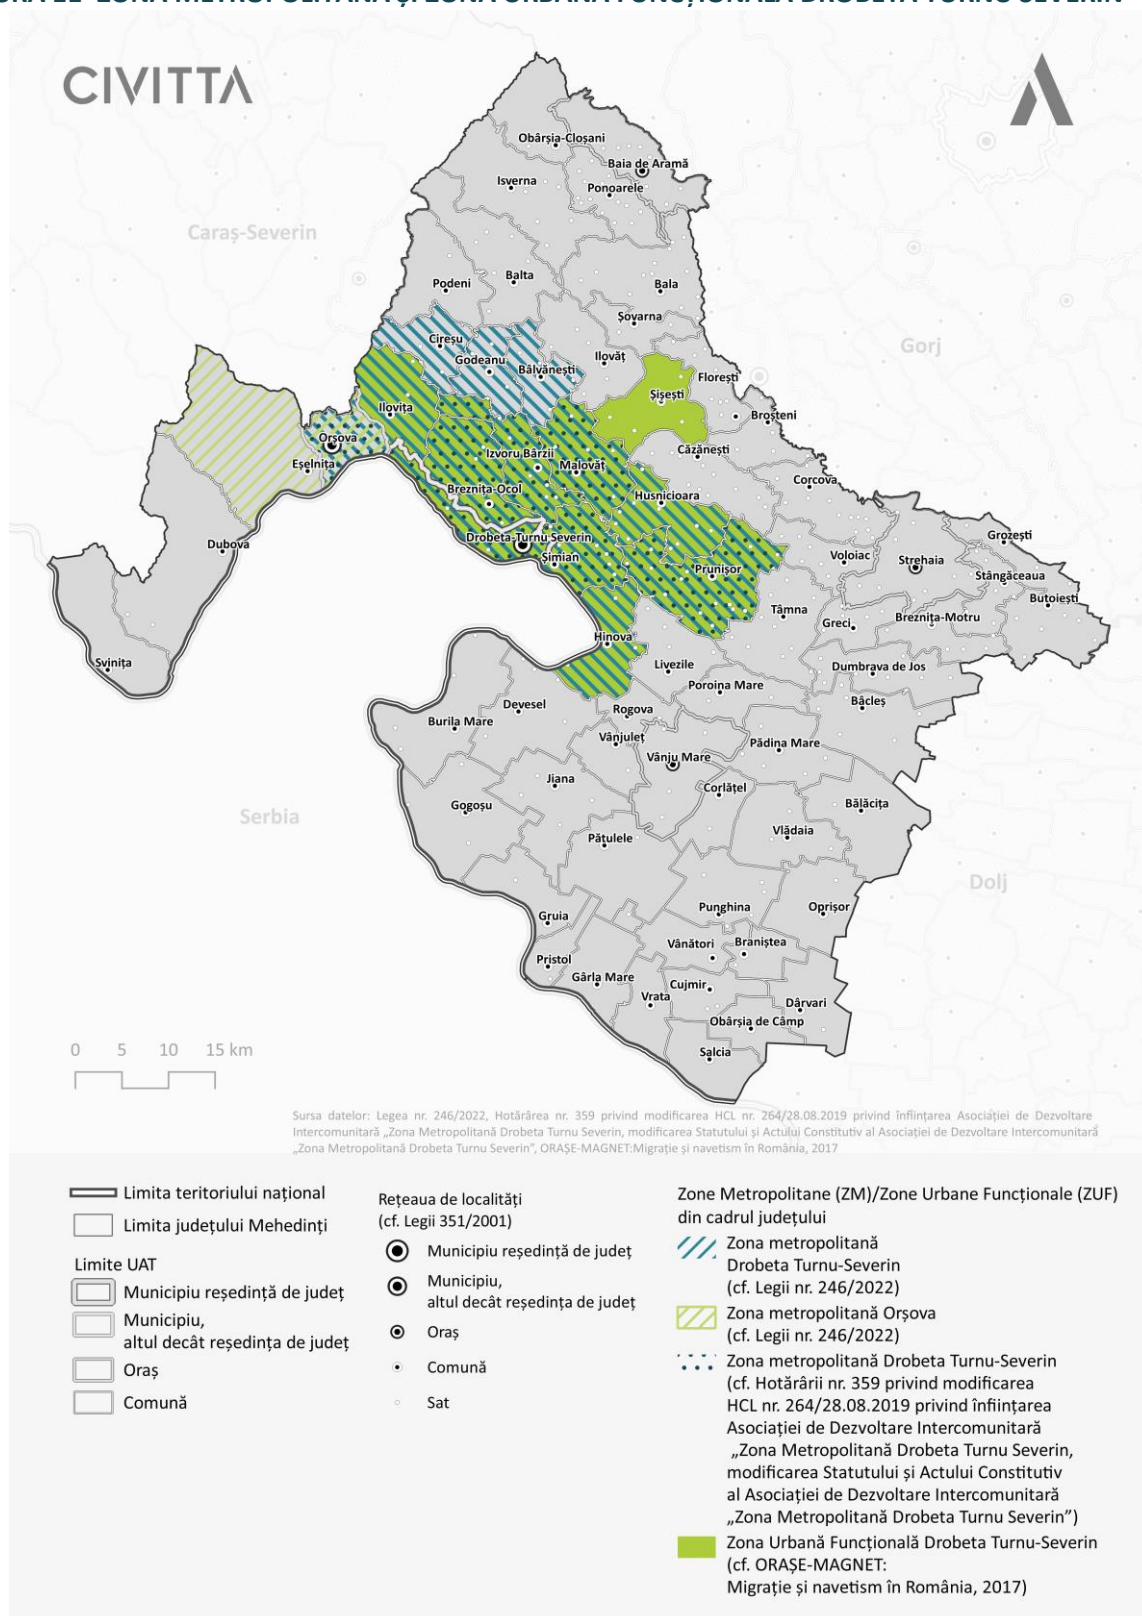 ZONA METROPOLITANĂ ȘI ZONA URBANĂ FUNCȚIONALĂ DROBETA TURNU SEVERIN
CIVITTA
Obârșia-Cloșani
Baia de Aramă
Isverna
Ponoarele
Caraș-Severin
Balta
Podeni
Bala
Șovarna
Cireșu
Gorj
Godeanu
Ilovăț
Bâlvănești
Florești
Șișești
Ilovița
Broșteni
Orșova
Izvoru Bârzii
Căzănești
Eșelnița
Malovăț
Corcova
Breznița-Ocol
Husnicioara
Drobeta-Turnu Severin
Grozești
Dubova
Șimian
Voloiac
Strehaia
Prunișor
Stângăceaua
Butoiești
Tâmna
Greci
Breznița-Motru
Hinova
Svinița
Livezile
Dumbrava de Jos
Poroina Mare
Devesel
Rogova
Bâcleș
Burila Mare
Vânjuleț
Pădina Mare
Vânju Mare
Jiana
Corlățel
Gogoșu
Bălăcița
Serbia
Vlădaia
Pătulele
Dolj
Punghina
Oprișor
Gruia
Vânători
Braniștea
Pristol
Gârla Mare
Cujmir
Vrata
Dârvari
Obârșia de Câmp
Salcia
0 5 10 15 km
Sursa datelor: Legea nr. 246/2022, Hotărârea nr. 359 privind modificarea HCL nr. 264/28.08.2019 privind înființarea Asociației de Dezvoltare
Intercomunitară „Zona Metropolitană Drobeta Turnu Severin, modificarea Statutului și Actului Constitutiv al Asociației de Dezvoltare Intercomunitară
„Zona Metropolitană Drobeta Turnu Severin”, ORAȘE-MAGNET:Migrație și navetism în România, 2017
Limita teritoriului național
Limita județului Mehedinți
Limite UAT
Municipiu reședință de județ
Municipiu,
altul decât reședința de județ
Oraș
Comună
Rețeaua de localități
(cf. Legii 351/2001)
Municipiu reședință de județ
Municipiu,
altul decât reședința de județ
Oraș
Comună
Sat
Zone Metropolitane (ZM)/Zone Urbane Funcționale (ZUF)
din cadrul județului
Zona metropolitană
Drobeta Turnu-Severin
(cf. Legii nr. 246/2022)
Zona metropolitană Orșova
(cf. Legii nr. 246/2022)
Zona metropolitană Drobeta Turnu-Severin
(cf. Hotărârii nr. 359 privind modificarea
HCL nr. 264/28.08.2019 privind înființarea
Asociației de Dezvoltare Intercomunitară
„Zona Metropolitană Drobeta Turnu Severin,
modificarea Statutului și Actului Constitutiv
al Asociației de Dezvoltare Intercomunitară
„Zona Metropolitană Drobeta Turnu Severin”)
Zona Urbană Funcțională Drobeta Turnu-Severin
(cf. ORAȘE-MAGNET:
Migrație și navetism în România, 2017)